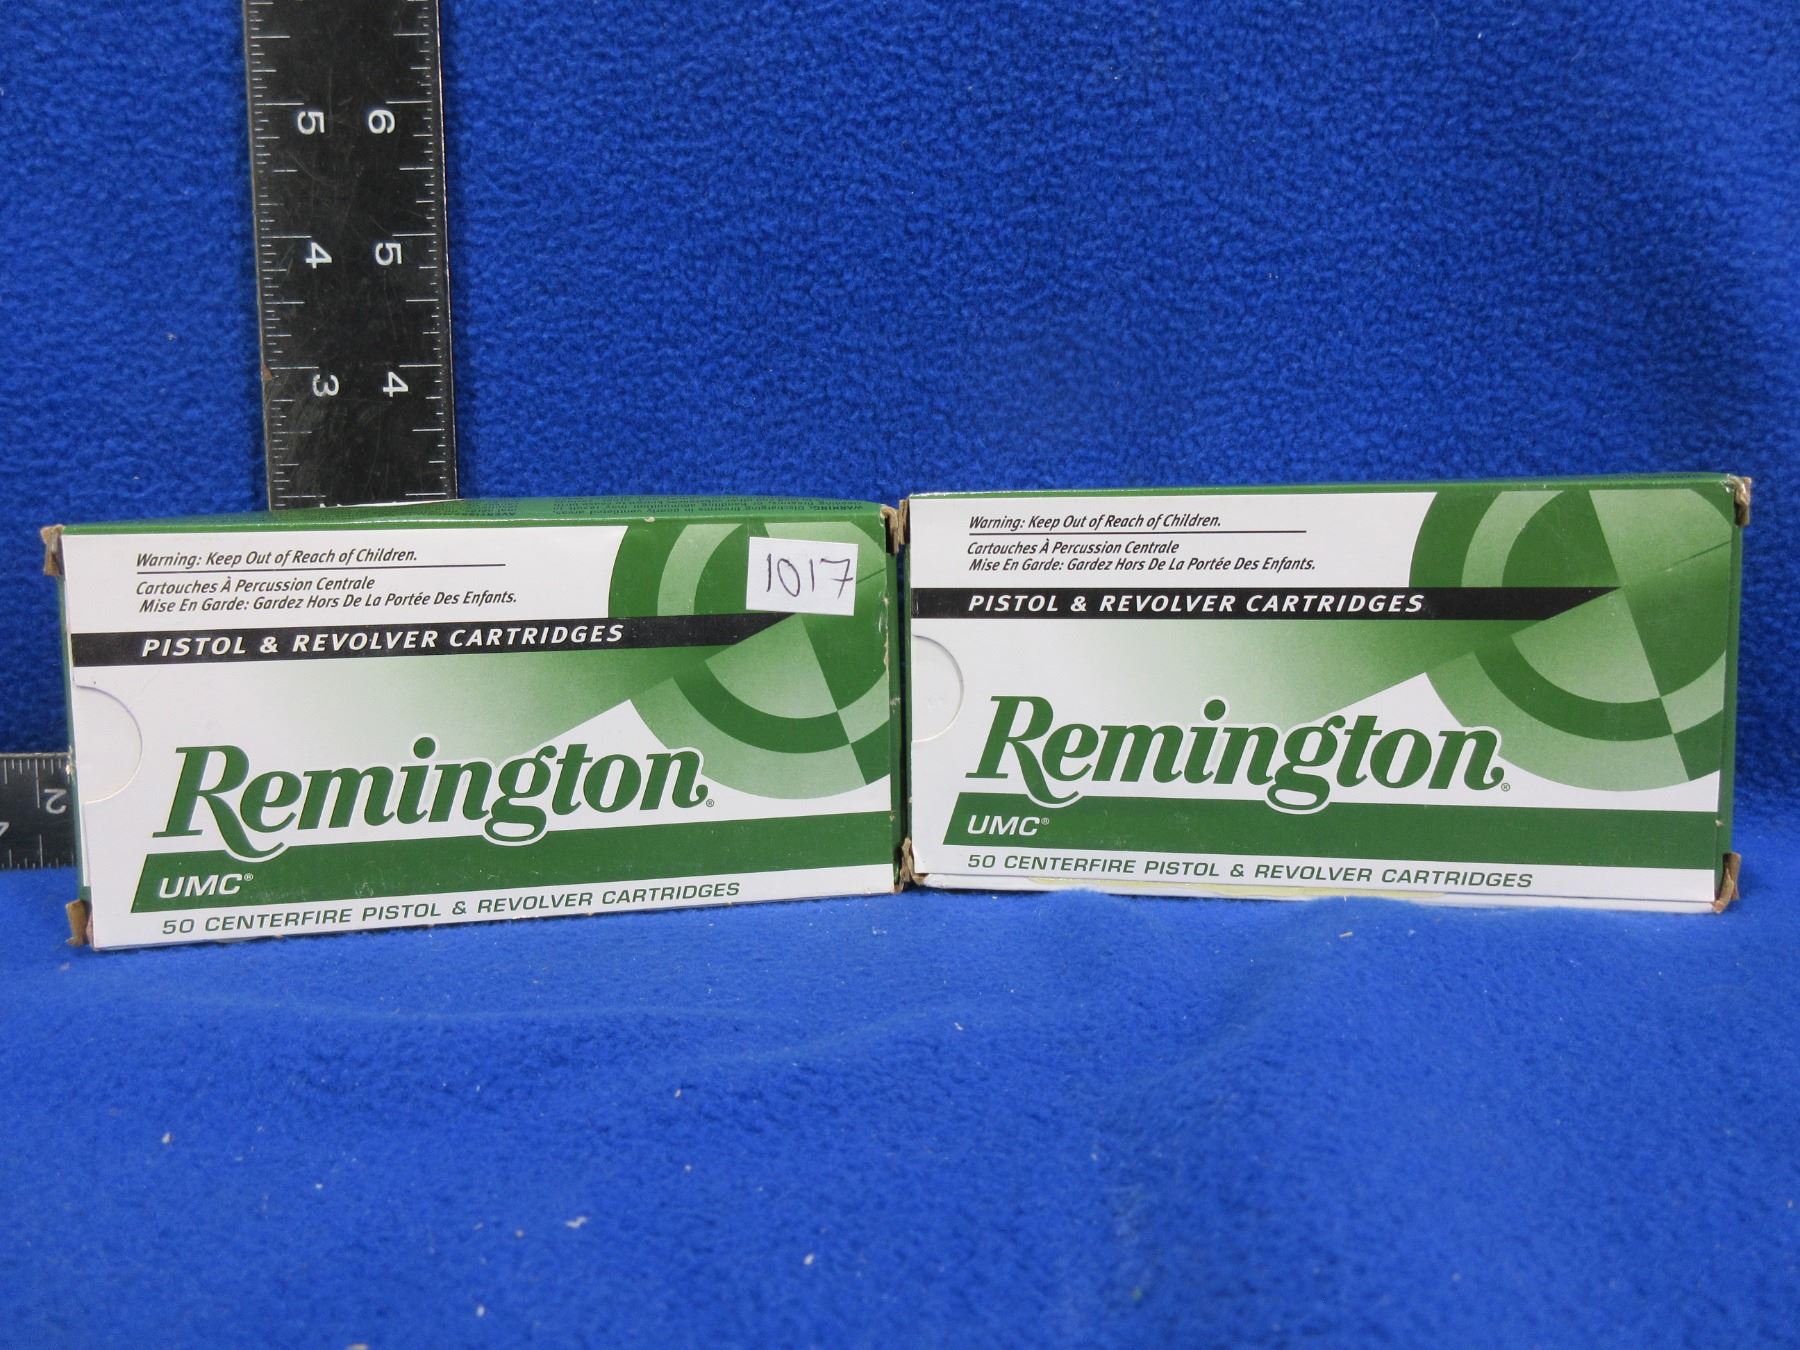 5 6
4 5
3 4
2
Warning: Keep Out of Reach of Children.
Cartouches À Percussion Centrale
Mise En Garde: Gardez Hors De La Portée Des Enfants.
1017
PISTOL & REVOLVER CARTRIDGES
Remington®
UMC®
50 CENTERFIRE PISTOL & REVOLVER CARTRIDGES
Warning: Keep Out of Reach of Children.
Cartouches À Percussion Centrale
Mise En Garde: Gardez Hors De La Portée Des Enfants.
PISTOL & REVOLVER CARTRIDGES
Remington®
UMC®
50 CENTERFIRE PISTOL & REVOLVER CARTRIDGES